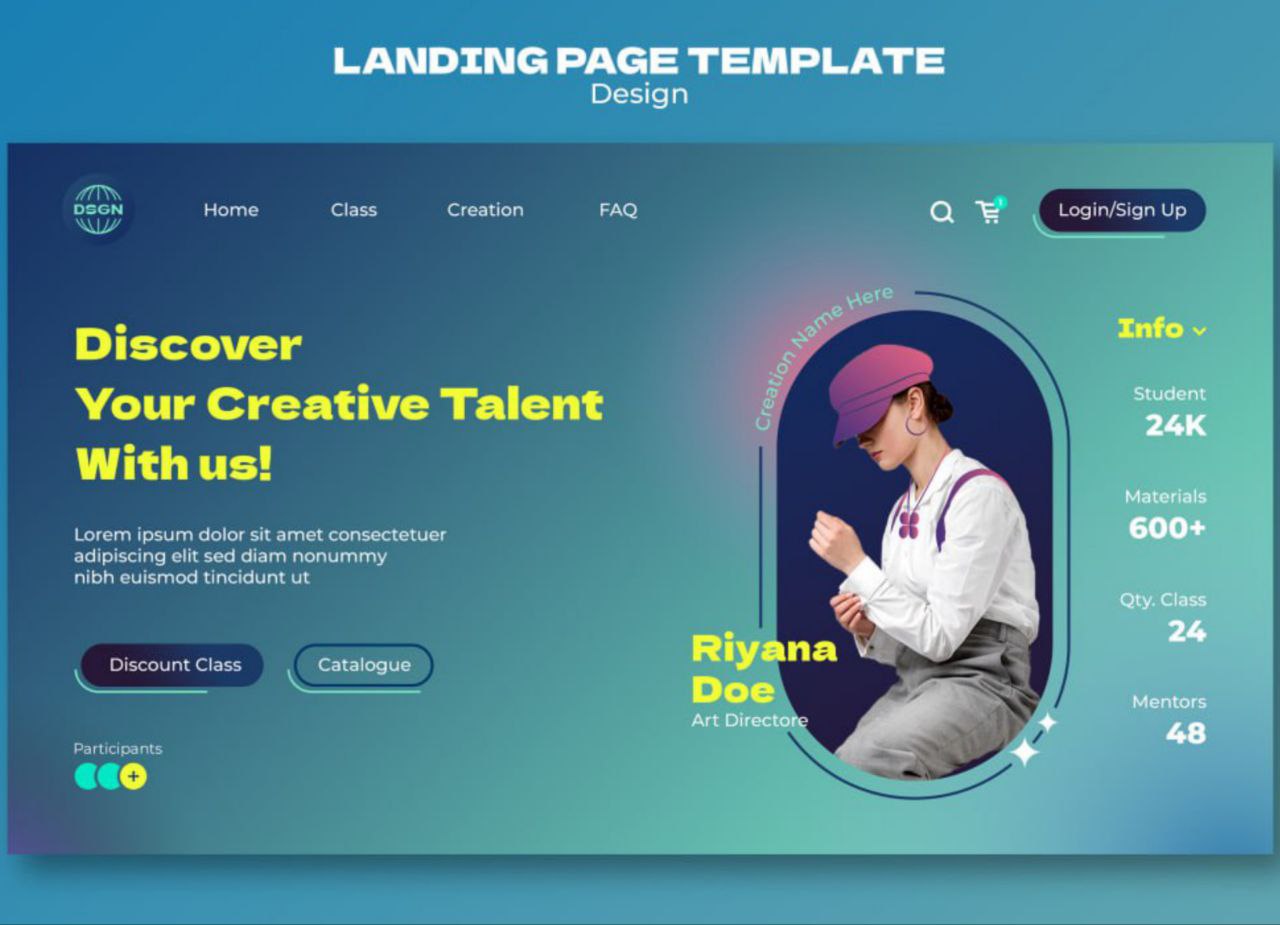 LANDING PAGE TEMPLATE
Design
DSGN
Home Class Creation FAQ
1
Login/Sign Up
Discover
Your Creative Talent
With us!
Lorem ipsum dolor sit amet consectetuer
adipiscing elit sed diam nonummy
nibh euismod tincidunt ut
Discount Class
Catalogue
Participants
+
Creation Name Here
Riyana
Doe
Art Directore
Info
Student
24K
Materials
600+
Qty. Class
24
Mentors
48